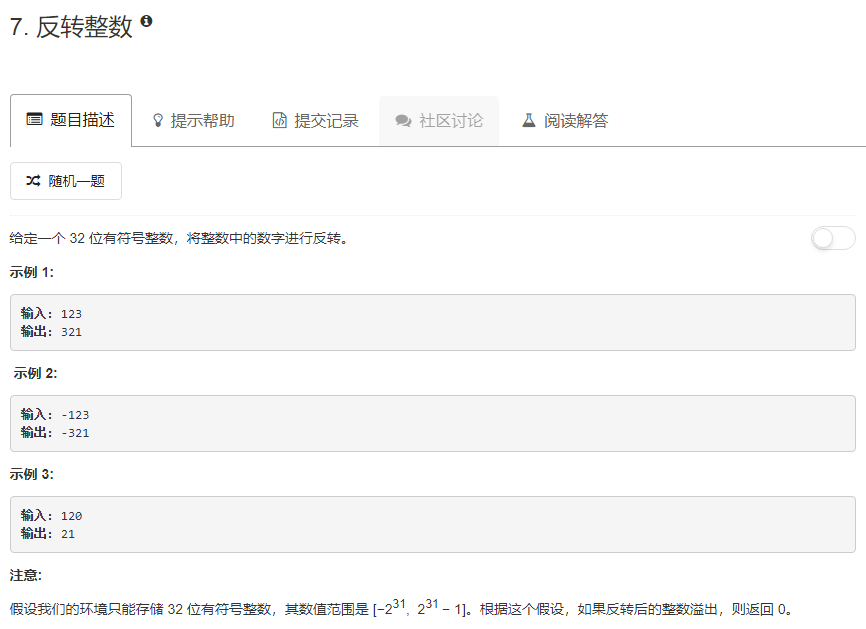 7. 反转整数
题目描述 提示帮助 提交记录 社区讨论 阅读解答
随机一题
给定一个 32 位有符号整数，将整数中的数字进行反转。
示例 1:
输入: 123
输出: 321
示例 2:
输入: -123
输出: -321
示例 3:
输入: 120
输出: 21
注意:
假设我们的环境只能存储 32 位有符号整数，其数值范围是 [−2³¹, 2³¹ − 1]。根据这个假设，如果反转后的整数溢出，则返回 0。